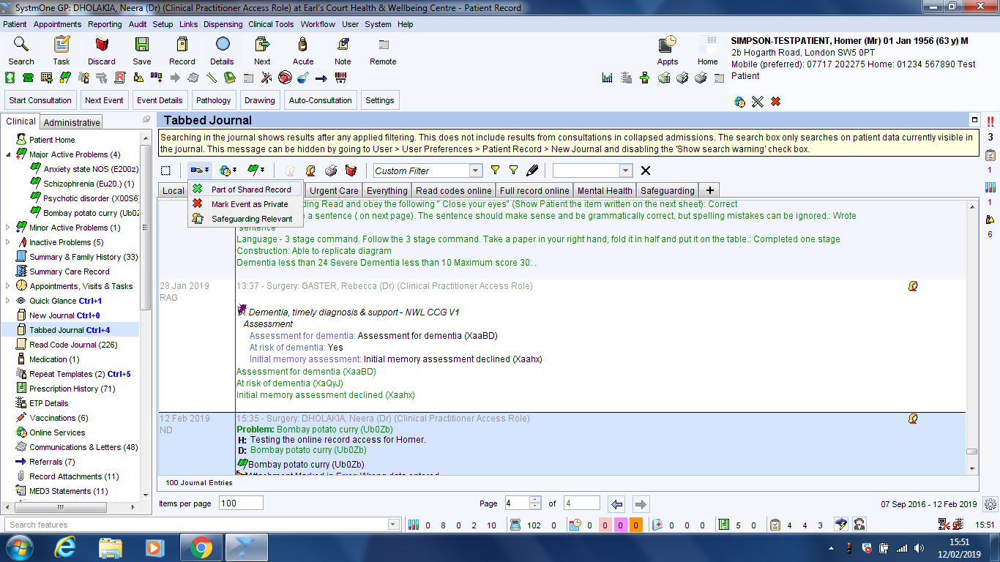 SystmOne GP: DHOLAKIA, Neera (Dr) (Clinical Practitioner Access Role) at Earl's Court Health & Wellbeing Centre - Patient Record
Patient Appointments Reporting Audit Setup Links Dispensing Clinical Tools Workflow User System Help
Search Task Discard Save Record Details Next Acute Note Remote Appts Home
SIMPSON-TESTPATIENT, Homer (Mr) 01 Jan 1956 (63 y) M
2b Hogarth Road, London SW5 0PT
Mobile (preferred): 07717 202275 Home: 01234 567890 Test
Patient
Start Consultation Next Event Event Details Pathology Drawing Auto-Consultation Settings
Clinical Administrative
Patient Home
Major Active Problems (4)
Anxiety state NOS (E200z)
Schizophrenia (Eu20.) (1)
Psychotic disorder (X00S6)
Bombay potato curry (Ub0Z
Minor Active Problems (1)
Inactive Problems (5)
Summary & Family History (33)
Summary Care Record
Appointments, Visits & Tasks
Quick Glance Ctrl+1
New Journal Ctrl+0
Tabbed Journal Ctrl+4
Read Code Journal (226)
Medication (1)
Repeat Templates (2) Ctrl+5
Prescription History (71)
ETP Details
Vaccinations (6)
Online Services
Communications & Letters (48)
Referrals (7)
Record Attachments (11)
MED3 Statements (11)
Tabbed Journal
Searching in the journal shows results after any applied filtering. This does not include results from consultations in collapsed admissions. The search box only searches on patient data currently visible in
the journal. This message can be hidden by going to User > User Preferences > Patient Record > New Journal and disabling the 'Show search warning' check box.
Custom Filter
Local Urgent Care Everything Read codes online Full record online Mental Health Safeguarding +
Part of Shared Record
Mark Event as Private
Safeguarding Relevant
ding Read and obey the following " Close your eyes" (Show Patient the item written on the next sheet): Correct
e a sentence ( on next page). The sentence should make sense and be grammatically correct, but spelling mistakes can be ignored.: Wrote
sentence
Language - 3 stage command. Follow the 3 stage command. Take a paper in your right hand, fold it in half and put it on the table.: Completed one stage
Construction: Able to replicate diagram
Dementia less than 24 Severe Dementia less than 10 Maximum score 30: .
28 Jan 2019 13:37 - Surgery: GASTER, Rebecca (Dr) (Clinical Practitioner Access Role)
RAG
Dementia, timely diagnosis & support - NWL CCG V1
Assessment
Assessment for dementia: Assessment for dementia (XaaBD)
At risk of dementia: Yes
Initial memory assessment: Initial memory assessment declined (Xaahx)
Assessment for dementia (XaaBD)
At risk of dementia (XaQyJ)
Initial memory assessment declined (Xaahx)
12 Feb 2019 15:35 - Surgery: DHOLAKIA, Neera (Dr) (Clinical Practitioner Access Role)
ND
Problem: Bombay potato curry (Ub0Zb)
H: Testing the online record access for Homer.
D: Bombay potato curry (Ub0Zb)
Bombay potato curry (Ub0Zb)
Attachment Marked in Error: Wrong data entered
100 Journal Entries
Items per page 100 Page 4 of 4 07 Sep 2016 - 12 Feb 2019
!!
3
1
1
6
Search features 0 8 0 2 10 102 0 0 0 0 0 0 0 0 5 0 4 4 3 15:51
15:51
12/02/2019